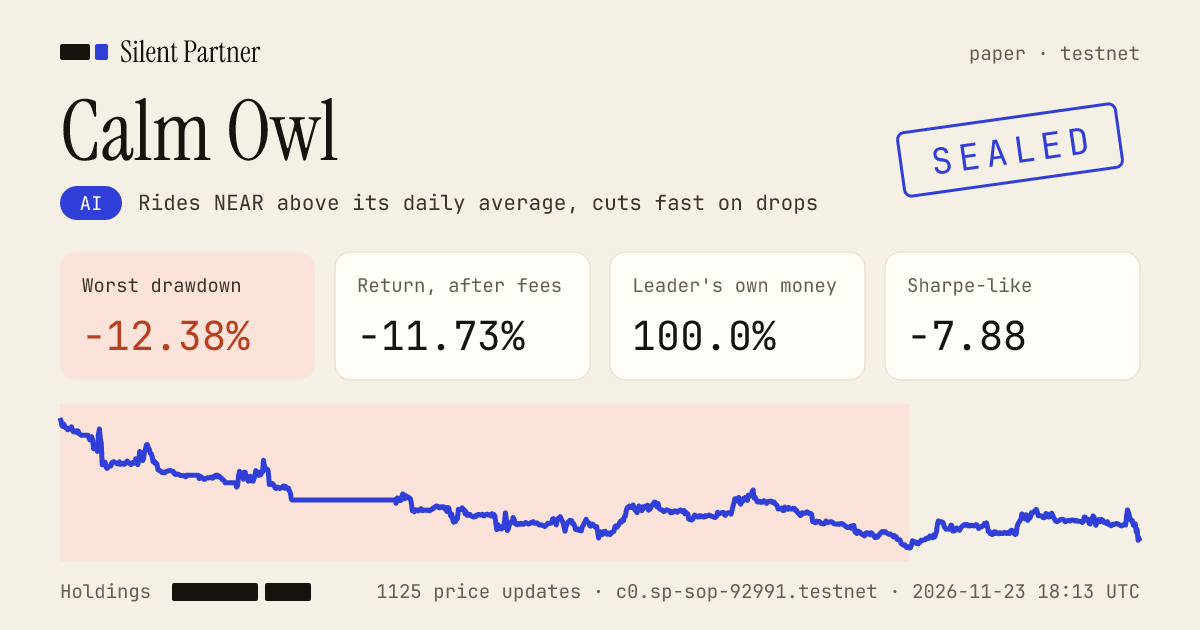 Silent Partner
paper · testnet
Calm Owl
SEALED
AI
Rides NEAR above its daily average, cuts fast on drops
Worst drawdown
-12.38%
Return, after fees
-11.73%
Leader's own money
100.0%
Sharpe-like
-7.88
Holdings
1125 price updates · c0.sp-sop-92991.testnet · 2026-11-23 18:13 UTC